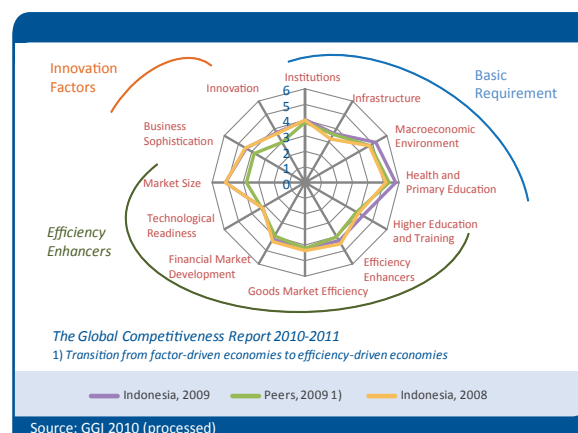 Innovation
Factors
Basic
Requirement
Efficiency
Enhancers
Institutions
Infrastructure
Macroeconomic
Environment
Health and
Primary Education
Higher Education
and Training
Efficiency
Enhancers
Goods Market Efficiency
Financial Market
Development
Technological
Readiness
Market Size
Business
Sophistication
Innovation
6
5
4
3
2
1
0
The Global Competitiveness Report 2010-2011
1) Transition from factor-driven economies to efficiency-driven economies
Indonesia, 2009 Peers, 2009 1) Indonesia, 2008
Source: GGI 2010 (processed)